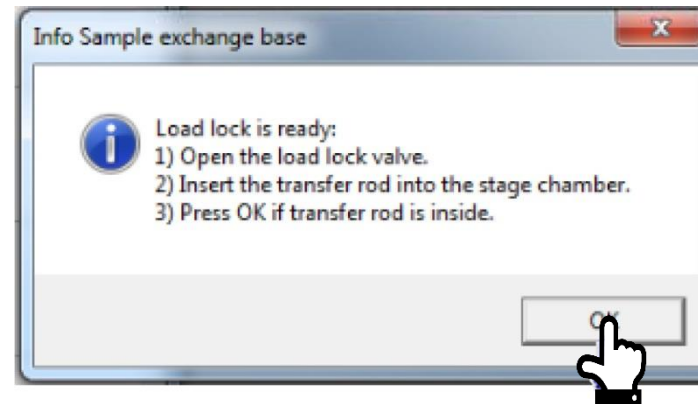 Info Sample exchange base
Load lock is ready:
1) Open the load lock valve.
2) Insert the transfer rod into the stage chamber.
3) Press OK if transfer rod is inside.
OK